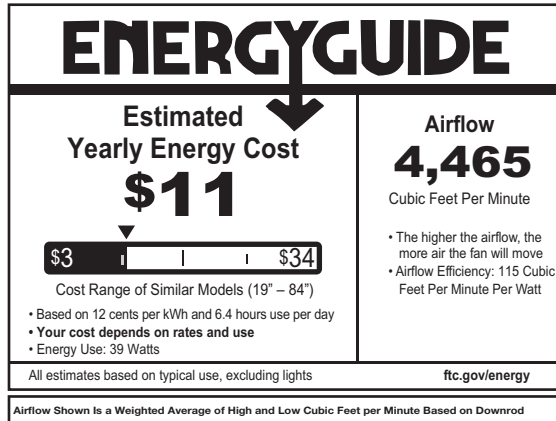 ENERGYGUIDE
Estimated
Yearly Energy Cost
$11
$3
$34
Cost Range of Similar Models (19” – 84”)
• Based on 12 cents per kWh and 6.4 hours use per day
• Your cost depends on rates and use
• Energy Use: 39 Watts
Airflow
4,465
Cubic Feet Per Minute
• The higher the airflow, the
more air the fan will move
• Airflow Efficiency: 115 Cubic
Feet Per Minute Per Watt
All estimates based on typical use, excluding lights
ftc.gov/energy
Airflow Shown Is a Weighted Average of High and Low Cubic Feet per Minute Based on Downrod